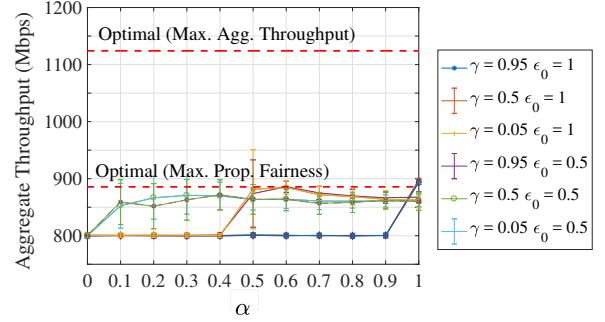 1200
1100
1000
900
800
Aggregate Throughput (Mbps)
Optimal (Max. Agg. Throughput)
Optimal (Max. Prop. Fairness)
0 0.1 0.2 0.3 0.4 0.5 0.6 0.7 0.8 0.9 1
α
γ = 0.95 ϵ₀ = 1
γ = 0.5 ϵ₀ = 1
γ = 0.05 ϵ₀ = 1
γ = 0.95 ϵ₀ = 0.5
γ = 0.5 ϵ₀ = 0.5
γ = 0.05 ϵ₀ = 0.5